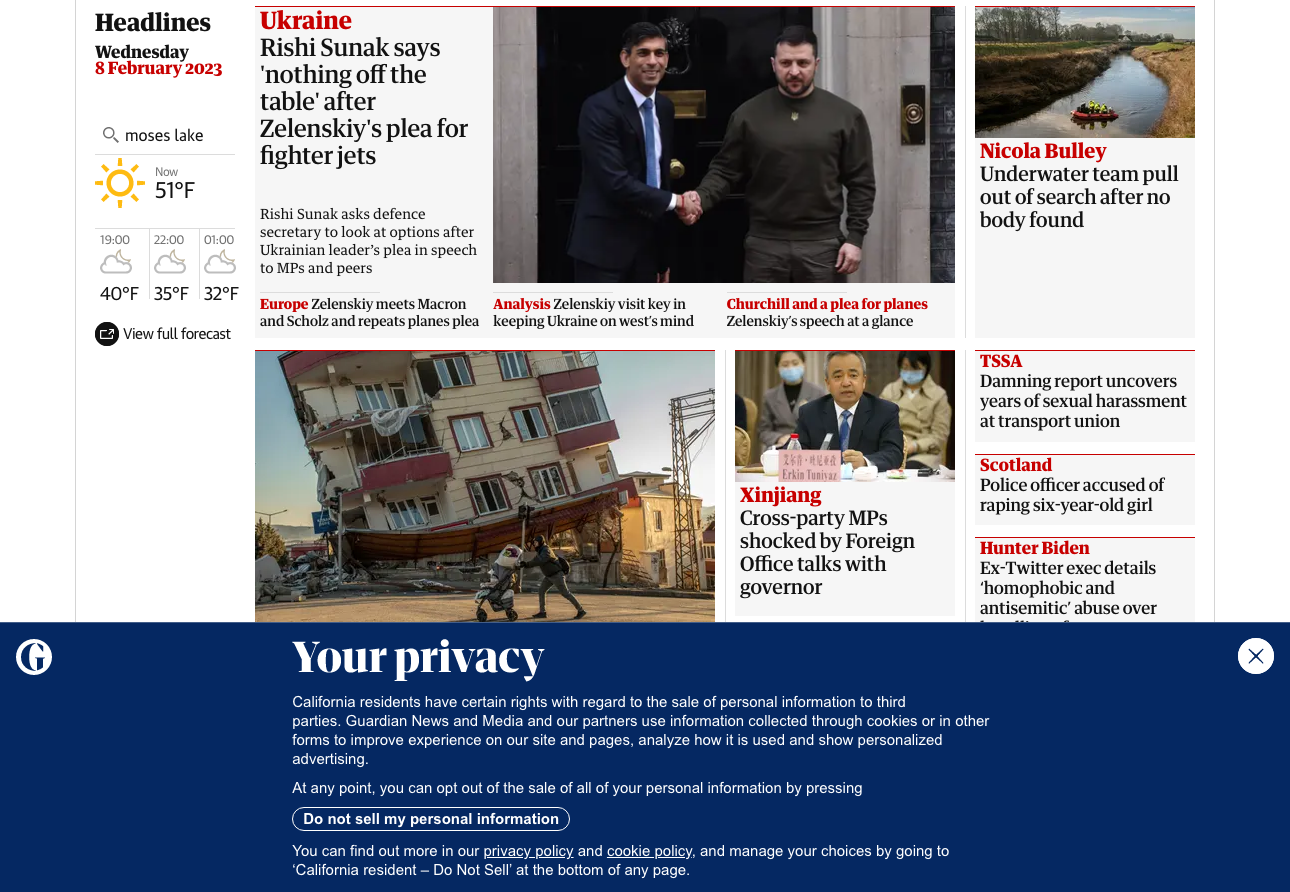 Headlines
Wednesday
8 February 2023
moses lake
Now
51°F
19:00
22:00
01:00
40°F
35°F
32°F
View full forecast
Ukraine
Rishi Sunak says
'nothing off the
table' after
Zelenskiy's plea for
fighter jets
Rishi Sunak asks defence
secretary to look at options after
Ukrainian leader’s plea in speech
to MPs and peers
Europe Zelenskiy meets Macron
and Scholz and repeats planes plea
Analysis Zelenskiy visit key in
keeping Ukraine on west’s mind
Churchill and a plea for planes
Zelenskiy’s speech at a glance
Nicola Bulley
Underwater team pull
out of search after no
body found
艾尔肯·吐尼亚孜
Erkin Tuniyaz
Xinjiang
Cross-party MPs
shocked by Foreign
Office talks with
governor
TSSA
Damning report uncovers
years of sexual harassment
at transport union
Scotland
Police officer accused of
raping six-year-old girl
Hunter Biden
Ex-Twitter exec details
‘homophobic and
antisemitic’ abuse over
Your privacy
California residents have certain rights with regard to the sale of personal information to third
parties. Guardian News and Media and our partners use information collected through cookies or in other
forms to improve experience on our site and pages, analyze how it is used and show personalized
advertising.
At any point, you can opt out of the sale of all of your personal information by pressing
Do not sell my personal information
You can find out more in our privacy policy and cookie policy, and manage your choices by going to
‘California resident – Do Not Sell’ at the bottom of any page.